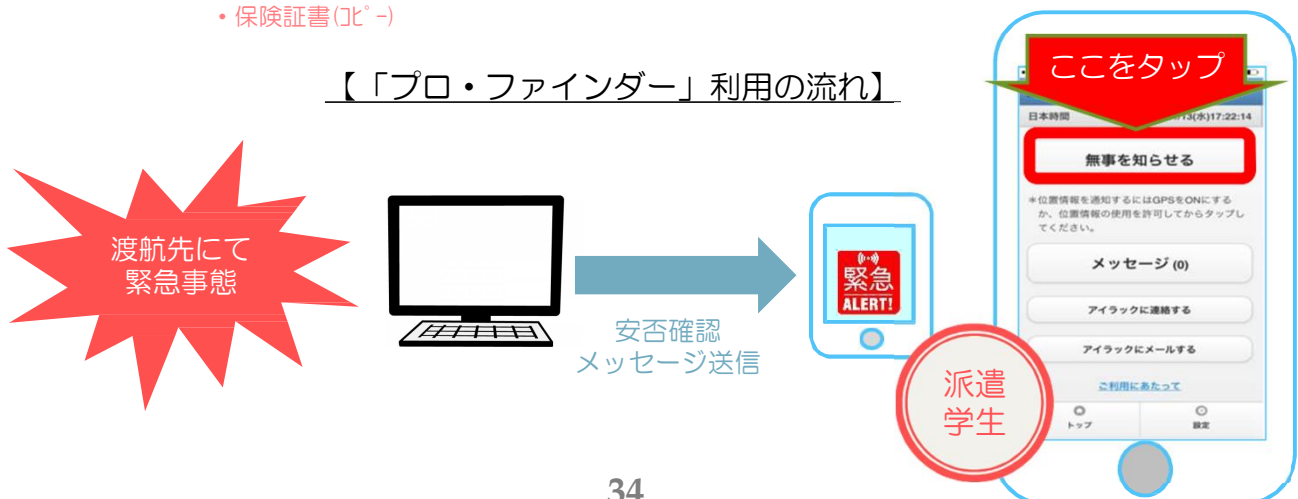 ・保険証書(ｺﾋﾟｰ)
【「プロ・ファインダー」利用の流れ】
ここをタップ
日本時間
/13(水)17:22:14
無事を知らせる
＊位置情報を通知するにはGPSをONにする
か、位置情報の使用を許可してからタップし
てください。
メッセージ (0)
アイラックに連絡する
アイラックにメールする
ご利用にあたって
トップ
設定
渡航先にて
緊急事態
安否確認
メッセージ送信
緊急
ALERT!
派遣
学生
34